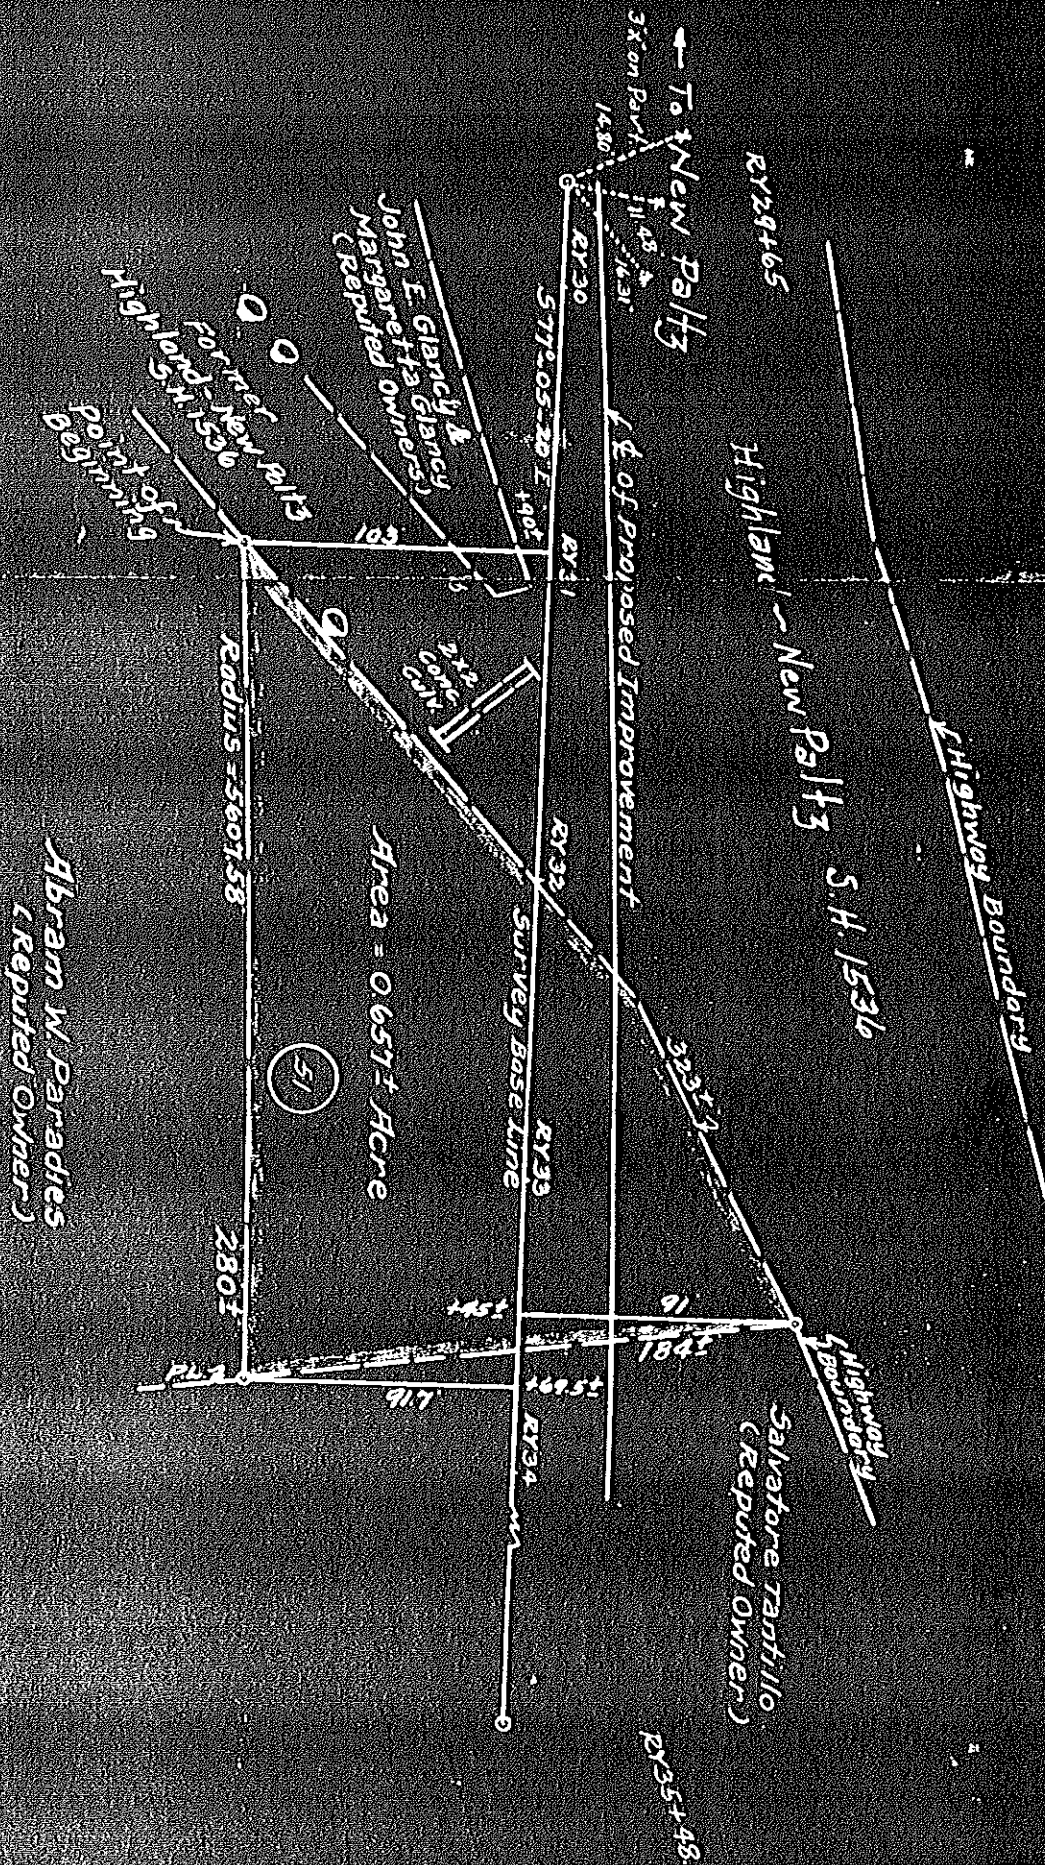 RY29+65
← To New Paltz
3 "X" on Pavt
14.80'
11.48'
16.31'
RY30
S 77°-05'-20" E
Highland - New Paltz S.H. 1536
Highway Boundary
₵ of Proposed Improvement
John E Glancy &
Margaretta Glancy
(Reputed Owners)
Former
Highland - New Paltz
S.H. 1536
Point of
Beginning
+90±
RY31
103'
3x2
Conc
Culv.
RY32
Survey Base Line
RY33
323±'
Area = 0.657± Acre
51
Radius = 5607.58'
280±'
+45±
91'
184±'
+69.5±
91.7'
P.L.
RY34
Highway
Boundary
Salvatore Tantillo
(Reputed Owner)
Abram W. Paradies
(Reputed Owner)
RY35+48